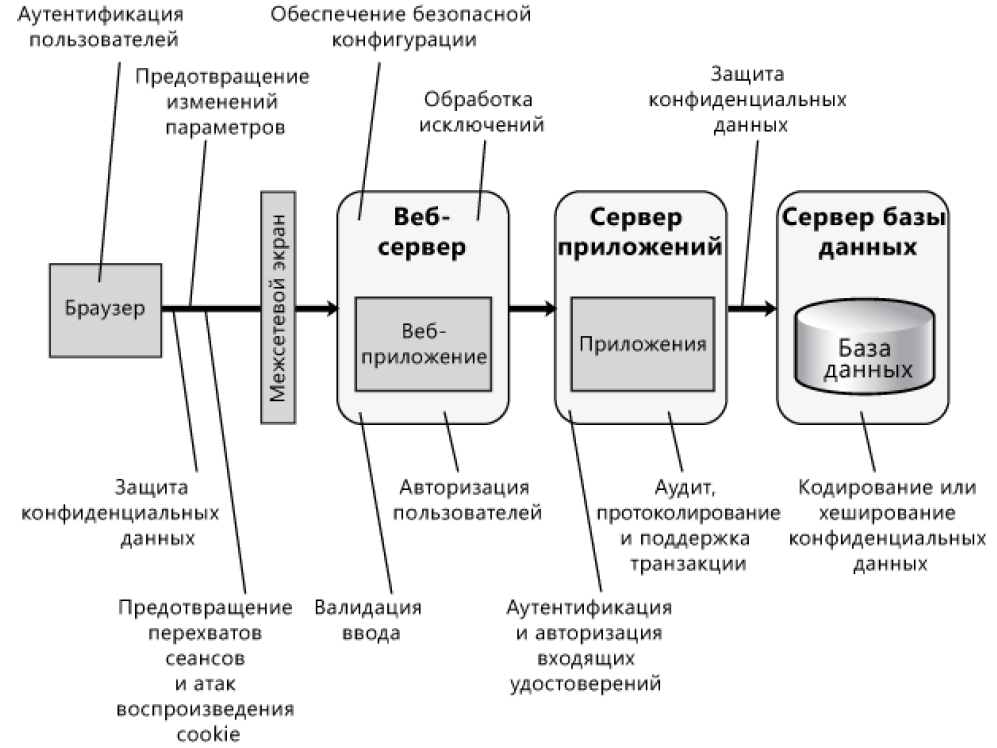 Аутентификация
пользователей
Обеспечение безопасной
конфигурации
Предотвращение
изменений
параметров
Обработка
исключений
Защита
конфиденциальных
данных
Браузер
Межсетевой экран
Веб-
сервер
Веб-
приложение
Сервер
приложений
Приложения
Сервер базы
данных
База
данных
Защита
конфиденциальных
данных
Авторизация
пользователей
Аудит,
протоколирование
и поддержка
транзакции
Кодирование или
хеширование
конфиденциальных
данных
Предотвращение
перехватов
сеансов
и атак
воспроизведения
cookie
Валидация
ввода
Аутентификация
и авторизация
входящих
удостоверений